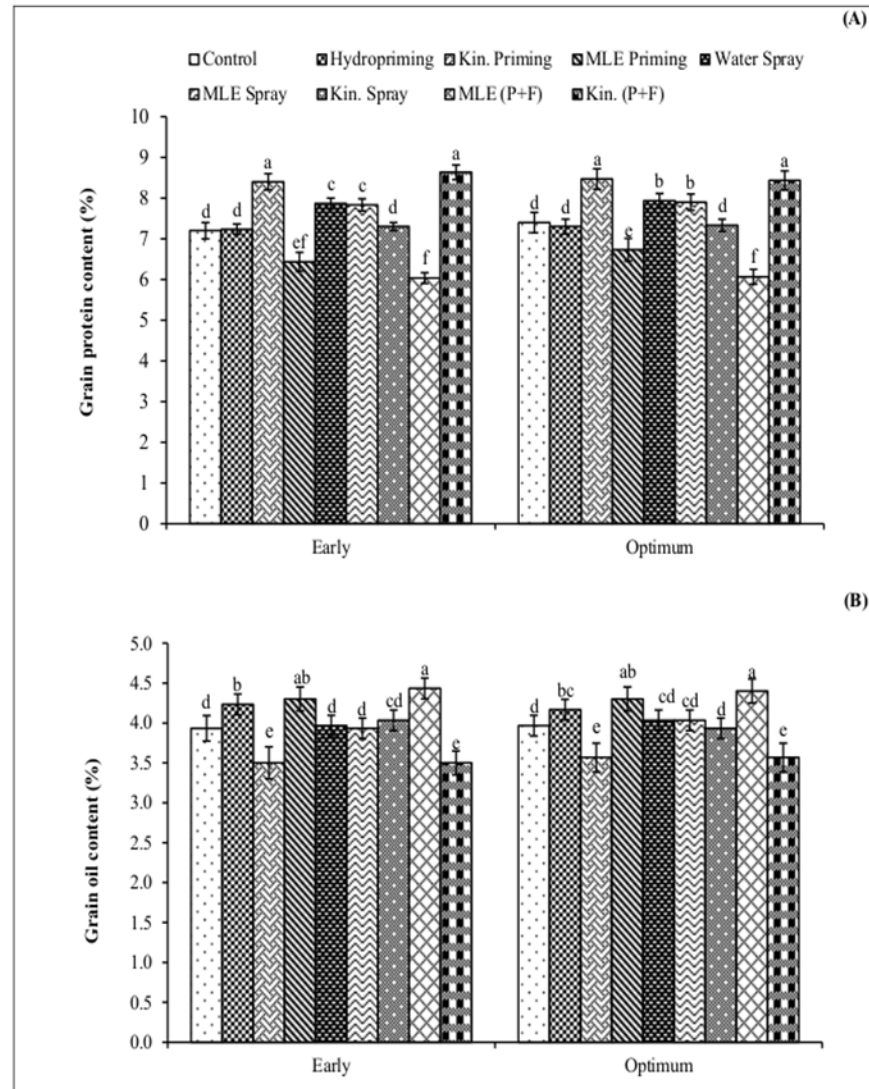 (A)
Control Hydropriming Kin. Priming MLE Priming Water Spray
MLE Spray Kin. Spray MLE (P+F) Kin. (P+F)
Grain protein content (%)
10
9
8
7
6
5
4
3
2
1
0
d d a ef c c d f a
d d a e b b d f a
Early Optimum
(B)
Grain oil content (%)
5.0
4.5
4.0
3.5
3.0
2.5
2.0
1.5
1.0
0.5
0.0
d b e ab d d cd a e
d bc e ab cd cd d a e
Early Optimum